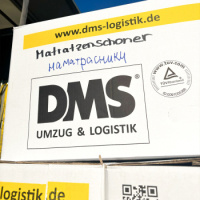 www.dms-logistik.de
Matratzenschoner
наматрасники
DMS®
UMZUG & LOGISTIK
logistik.de